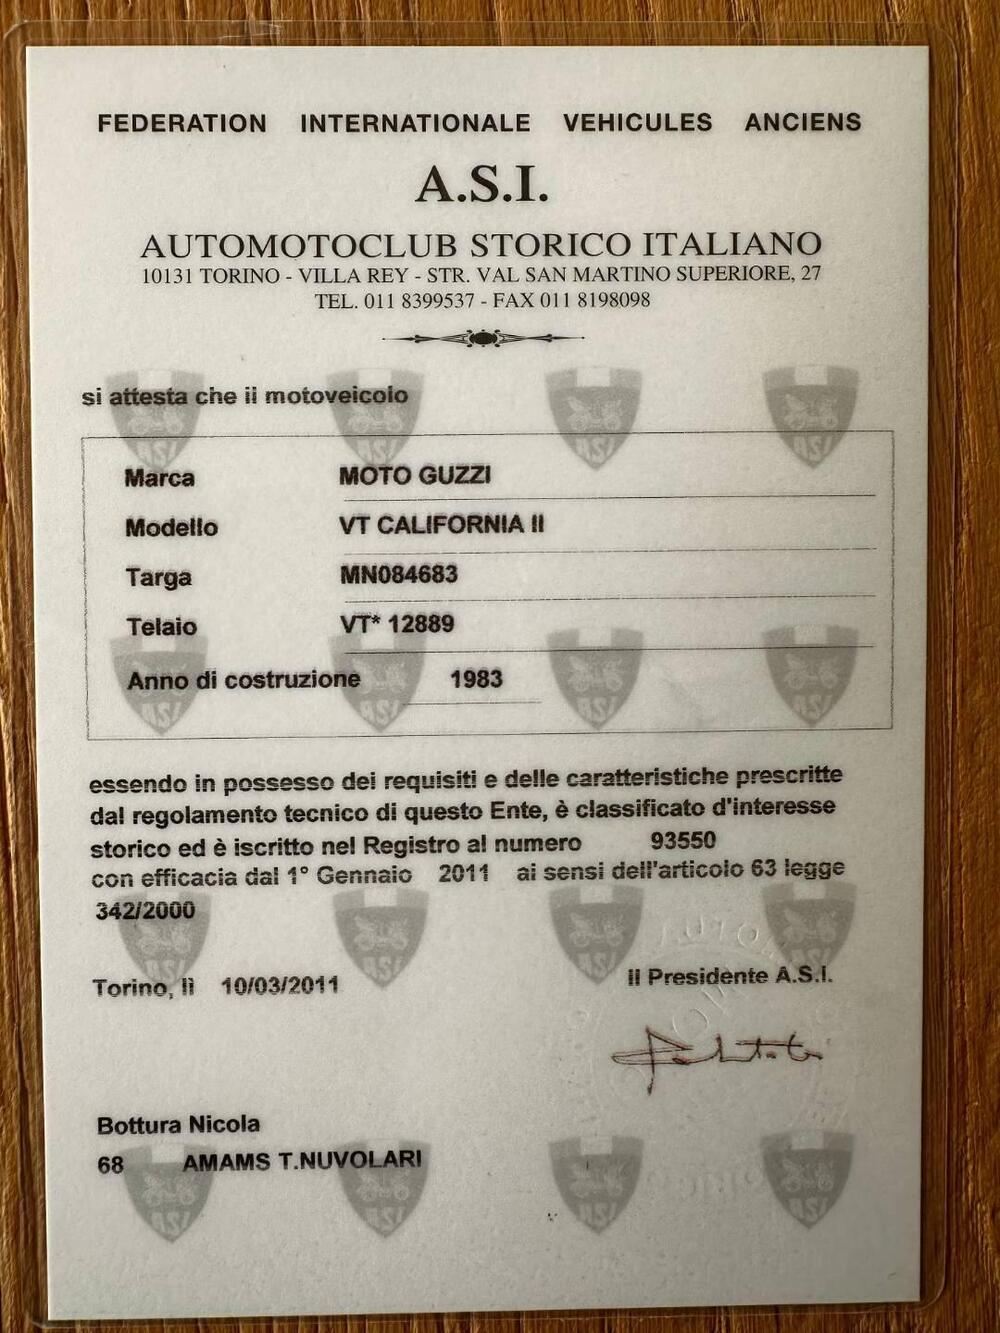 FEDERATION INTERNATIONALE VEHICULES ANCIENS
A.S.I.
AUTOMOTOCLUB STORICO ITALIANO
10131 TORINO - VILLA REY - STR. VAL SAN MARTINO SUPERIORE, 27
TEL. 011 8399537 - FAX 011 8198098
si attesta che il motoveicolo
Marca MOTO GUZZI
Modello VT CALIFORNIA II
Targa MN084683
Telaio VT* 12889
Anno di costruzione 1983
essendo in possesso dei requisiti e delle caratteristiche prescritte
dal regolamento tecnico di questo Ente, è classificato d'interesse
storico ed è iscritto nel Registro al numero 93550
con efficacia dal 1° Gennaio 2011 ai sensi dell'articolo 63 legge
342/2000
Torino, lì 10/03/2011
Il Presidente A.S.I.
Bottura Nicola
68 AMAMS T.NUVOLARI